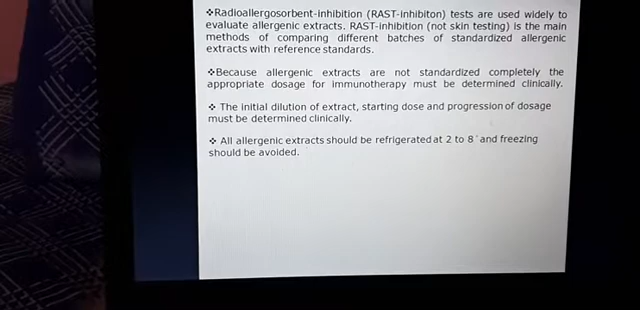 ❖Radioallergosorbent-inhibition (RAST-inhibiton) tests are used widely to
evaluate allergenic extracts. RAST-inhibition (not skin testing) is the main
methods of comparing different batches of standardized allergenic
extracts with reference standards.
❖Because allergenic extracts are not standardized completely the
appropriate dosage for immunotherapy must be determined clinically.
❖ The initial dilution of extract, starting dose and progression of dosage
must be determined clinically.
❖ All allergenic extracts should be refrigerated at 2 to 8˚and freezing
should be avoided.